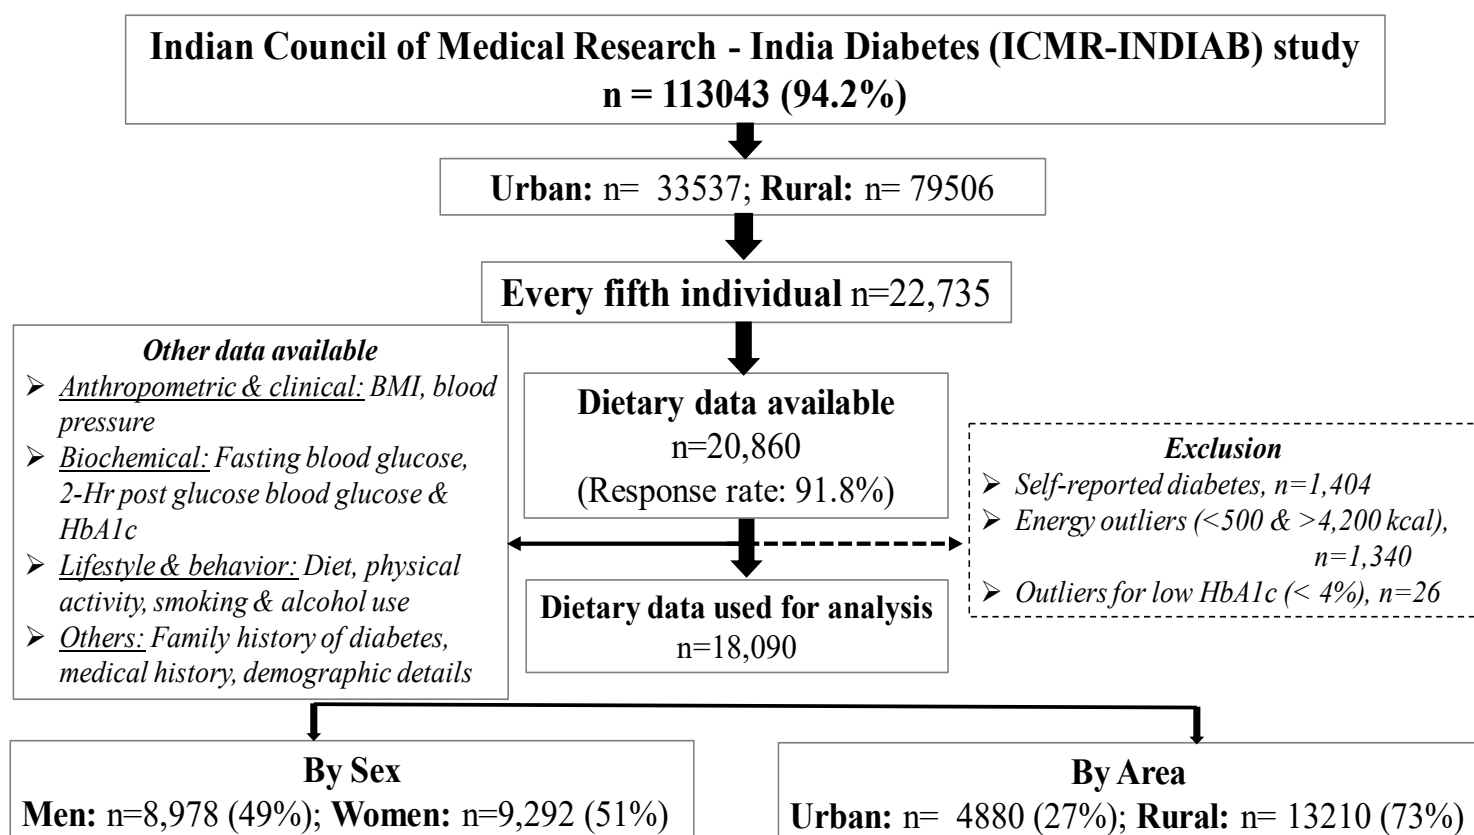 Indian Council of Medical Research - India Diabetes (ICMR-INDIAB) study
n = 113043 (94.2%)
Urban: n= 33537; Rural: n= 79506
Every fifth individual n=22,735
Other data available
➢ Anthropometric & clinical: BMI, blood
pressure
➢ Biochemical: Fasting blood glucose,
2-Hr post glucose blood glucose &
HbA1c
➢ Lifestyle & behavior: Diet, physical
activity, smoking & alcohol use
➢ Others: Family history of diabetes,
medical history, demographic details
Dietary data available
n=20,860
(Response rate: 91.8%)
Exclusion
➢ Self-reported diabetes, n=1,404
➢ Energy outliers (<500 & >4,200 kcal),
n=1,340
➢ Outliers for low HbA1c (< 4%), n=26
Dietary data used for analysis
n=18,090
By Sex
Men: n=8,978 (49%); Women: n=9,292 (51%)
By Area
Urban: n= 4880 (27%); Rural: n= 13210 (73%)